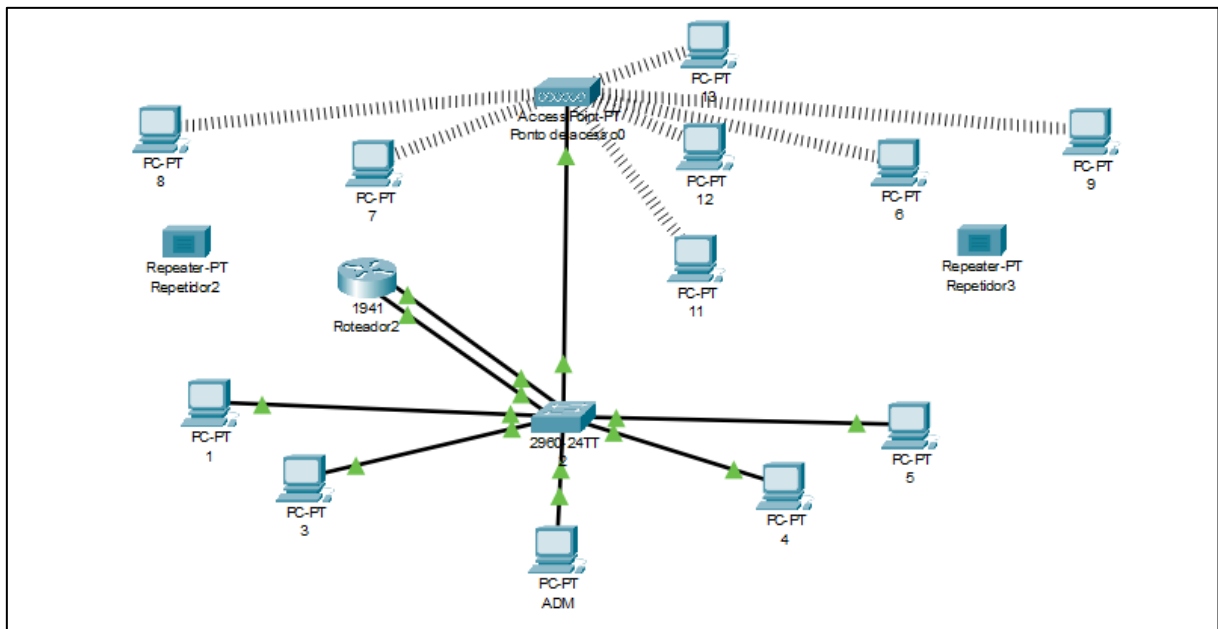 PC-PT
13
AccessPoint-PT
Ponto de acesso0
PC-PT
8
PC-PT
7
PC-PT
12
PC-PT
6
PC-PT
9
Repeater-PT
Repetidor2
1941
Roteador2
PC-PT
11
Repeater-PT
Repetidor3
PC-PT
1
2960-24TT
2
PC-PT
5
PC-PT
3
PC-PT
4
PC-PT
ADM